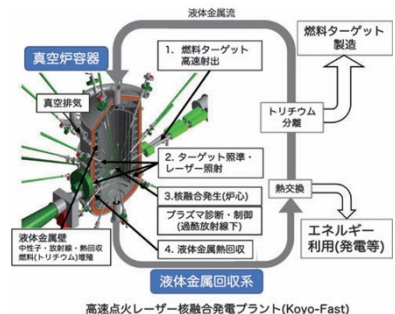 液体金属流
燃料ターゲット
製造
真空炉容器
1. 燃料ターゲット
高速射出
真空排気
トリチウム
分離
2. ターゲット照準・
レーザー照射
3.核融合発生(炉心)
熱交換
プラズマ診断・制御
(過酷放射線下)
液体金属壁
中性子・放射線・熱回収
燃料(トリチウム)増殖
4. 液体金属熱回収
エネルギー
利用(発電等)
液体金属回収系
高速点火レーザー核融合発電プラント(Koyo-Fast)